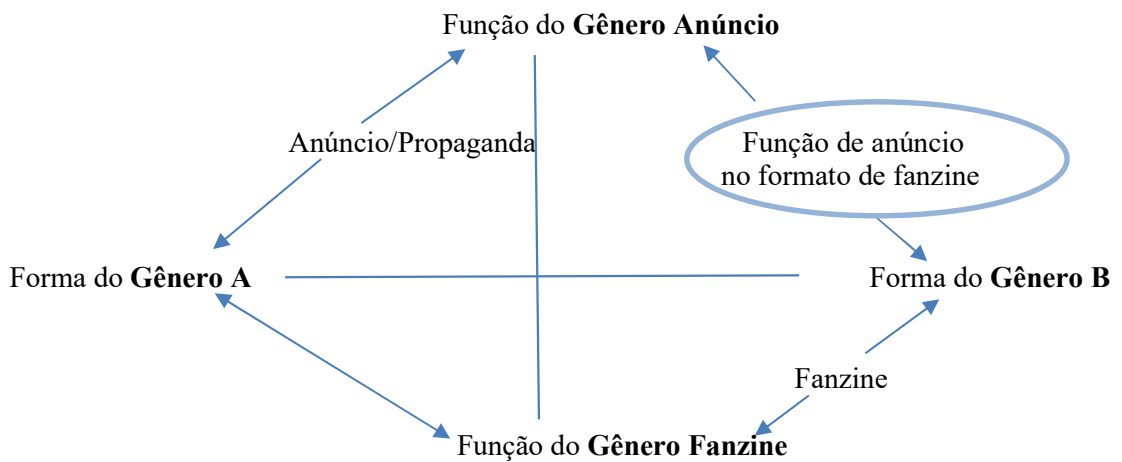 Função do Gênero Anúncio
Anúncio/Propaganda
Função de anúncio
no formato de fanzine
Forma do Gênero A
Forma do Gênero B
Fanzine
Função do Gênero Fanzine